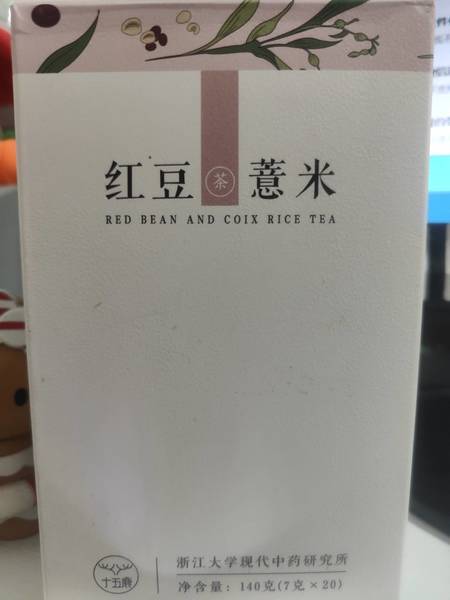 红豆 茶 薏米
RED BEAN AND COIX RICE TEA
十五鹿
浙江大学现代中药研究所
净含量：140克(7克×20)